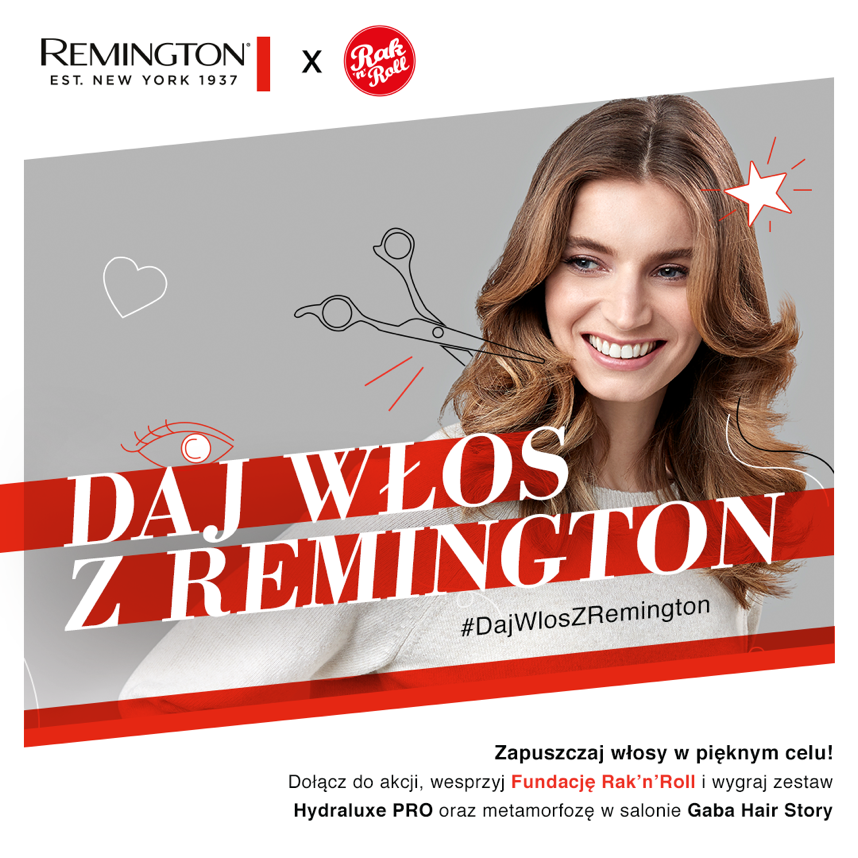 REMINGTON®
EST. NEW YORK 1937
X
Rak
'n'
Roll
DAJ WŁOS
Z REMINGTON
#DajWlosZRemington
Zapuszczaj włosy w pięknym celu!
Dołącz do akcji, wesprzyj Fundację Rak’n’Roll i wygraj zestaw
Hydraluxe PRO oraz metamorfozę w salonie Gaba Hair Story